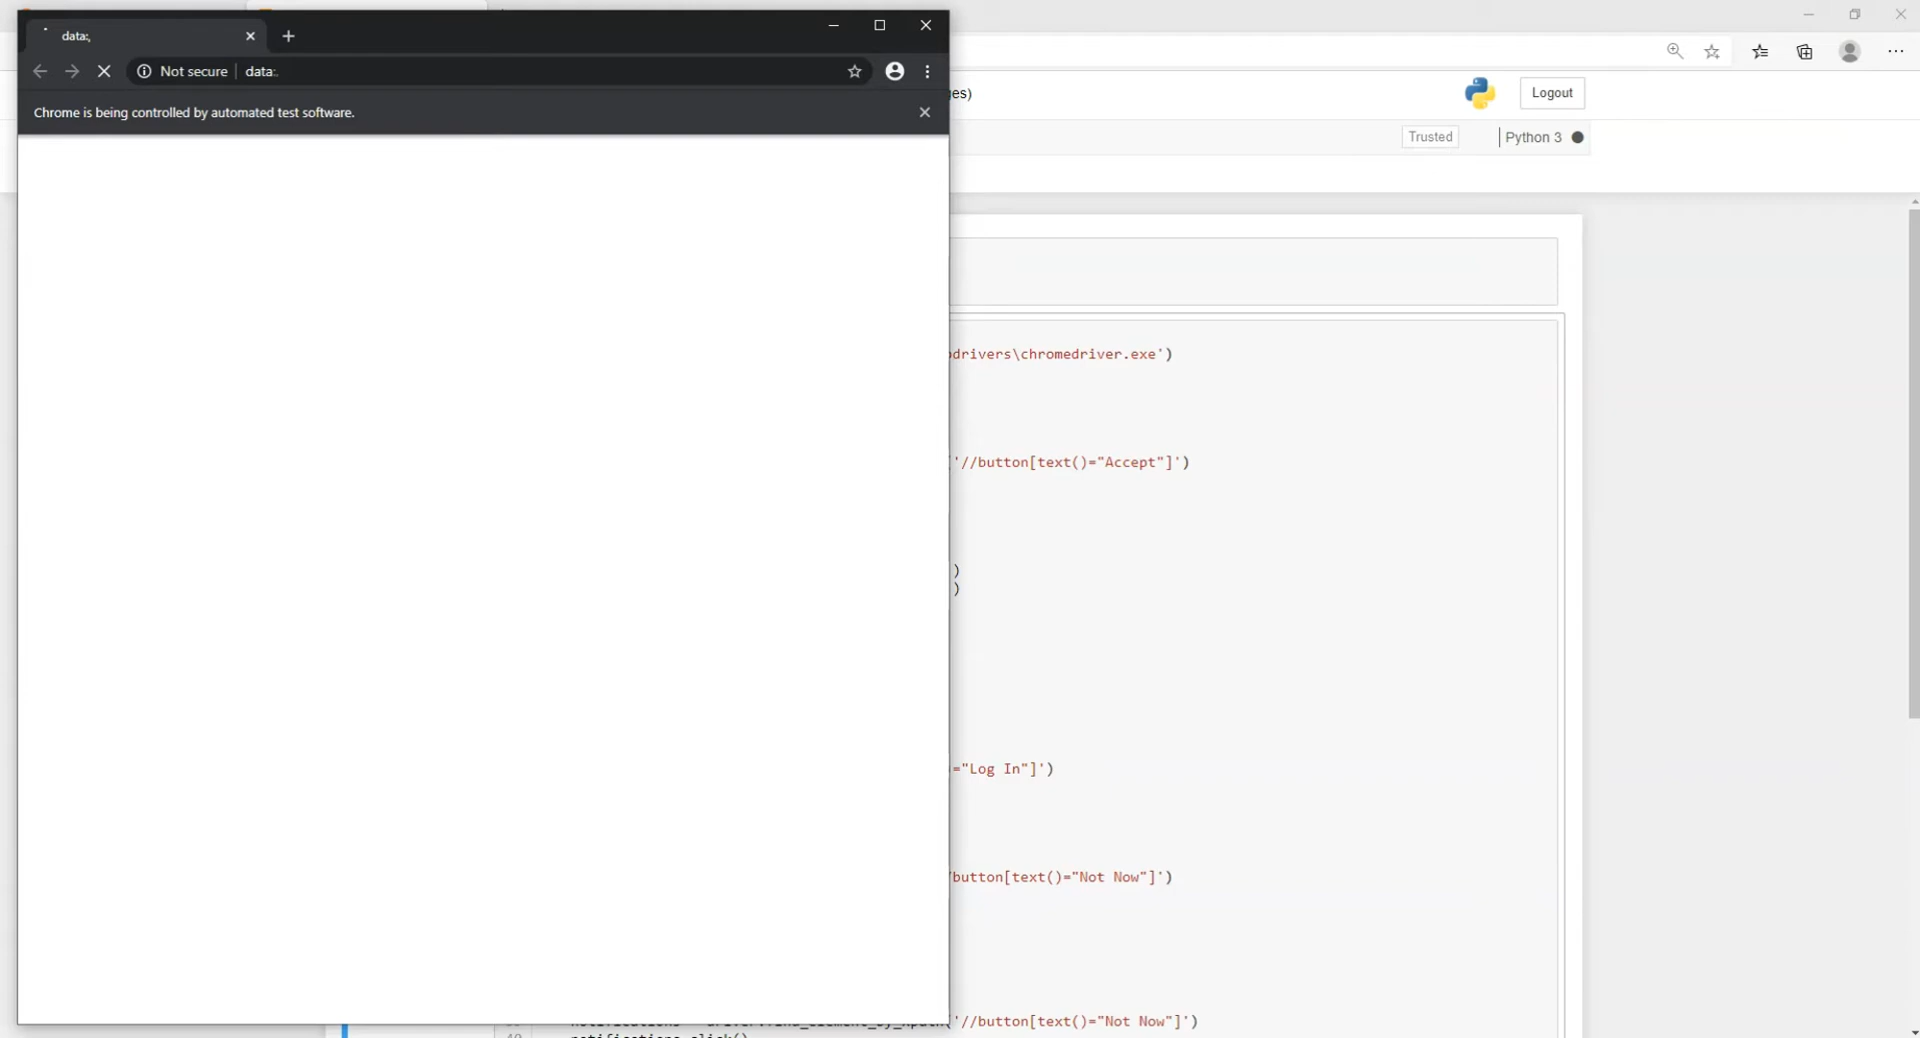 data:,
Not secure
data:,
Chrome is being controlled by automated test software.
es)
Logout
Trusted
Python 3
drivers\chromedriver.exe')
'//button[text()="Accept"]')
)
)
="Log In"]')
button[text()="Not Now"]')
'//button[text()="Not Now"]')